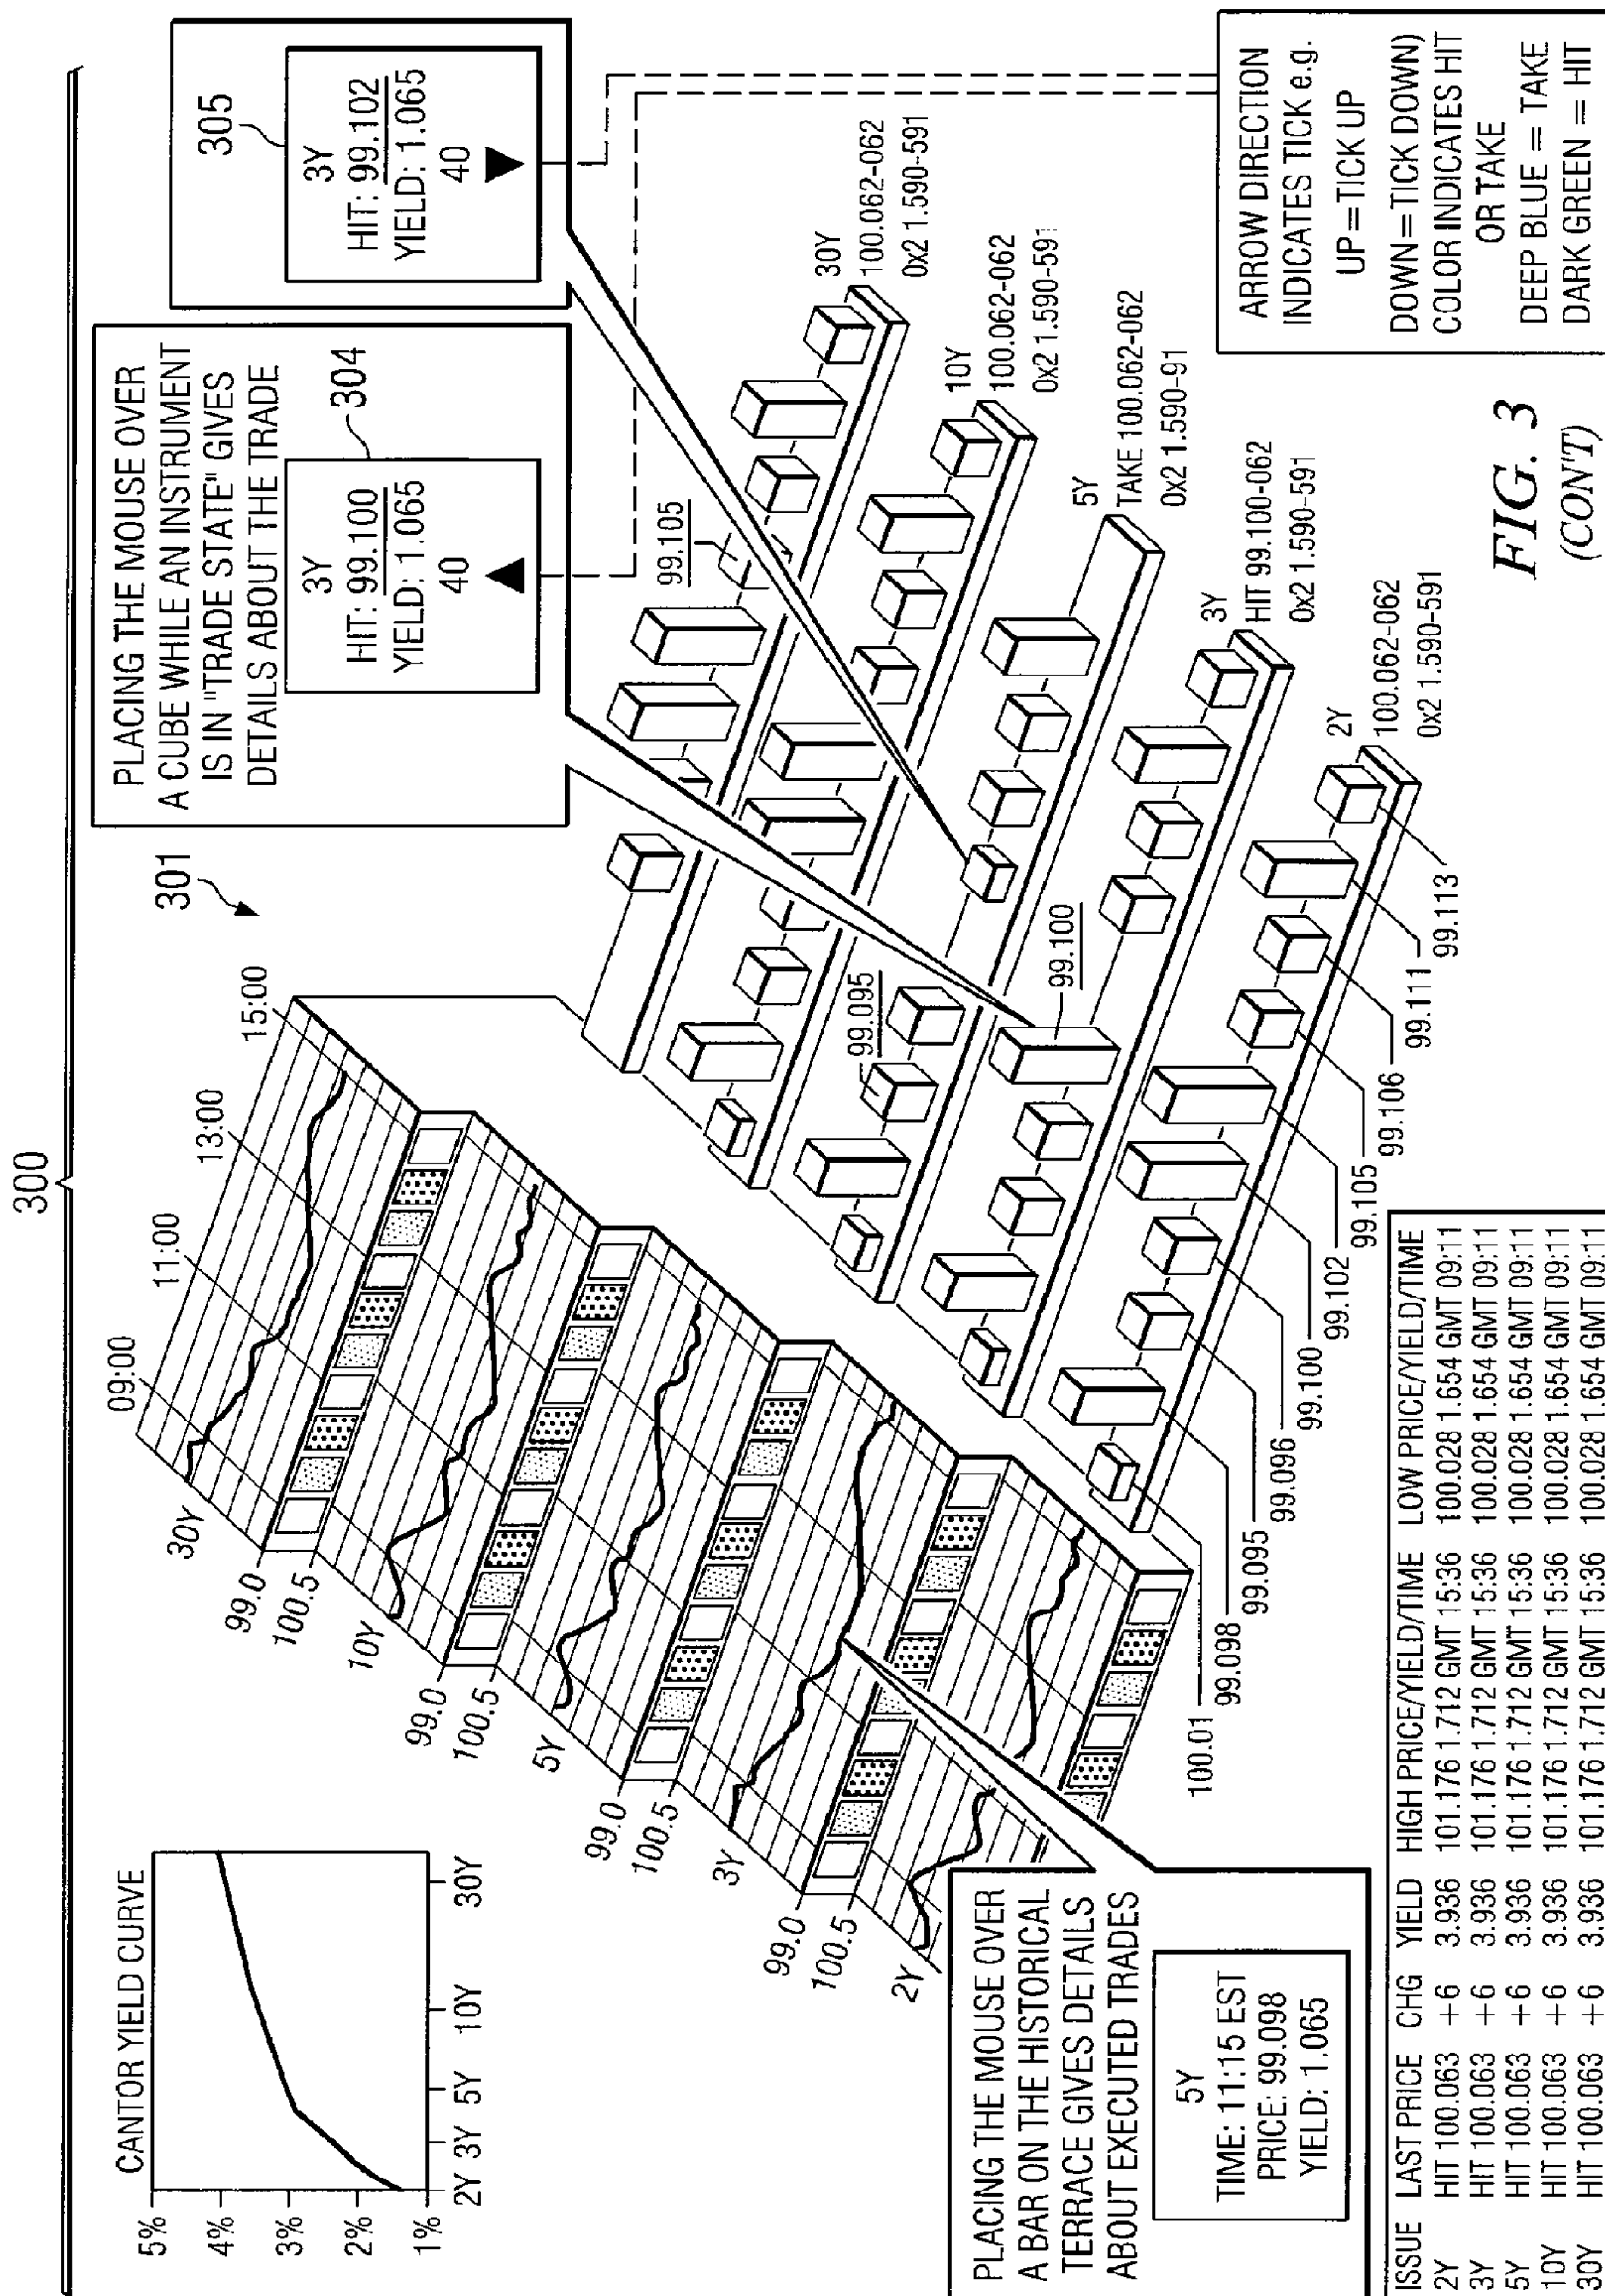 300
CANTOR YIELD CURVE
5%
4%
3%
2%
1%
2Y 3Y 5Y 10Y 30Y
09:00
11:00
13:00
15:00
301
30Y
99.0
100.5
10Y
99.0
100.5
5Y
99.0
100.5
3Y
99.0
100.5
2Y
PLACING THE MOUSE OVER
A CUBE WHILE AN INSTRUMENT
IS IN "TRADE STATE" GIVES
DETAILS ABOUT THE TRADE
3Y
HIT: 99.100
YIELD: 1.065
40
304
305
3Y
HIT: 99.102
YIELD: 1.065
40
99.105
99.095
99.100
30Y
100.062-062
0x2 1.590-591
10Y
100.062-062
0x2 1.590-591
5Y
TAKE 100.062-062
0x2 1.590-91
3Y
HIT 99.100-062
0x2 1.590-591
2Y
100.062-062
0x2 1.590-591
100.01
99.098
99.095
99.096
99.100
99.102
99.105
99.106
99.111
99.113
PLACING THE MOUSE OVER
A BAR ON THE HISTORICAL
TERRACE GIVES DETAILS
ABOUT EXECUTED TRADES
5Y
TIME: 11:15 EST
PRICE: 99.098
YIELD: 1.065
ARROW DIRECTION
INDICATES TICK e.g.
UP=TICK UP
DOWN=TICK DOWN)
COLOR INDICATES HIT
OR TAKE
DEEP BLUE = TAKE
DARK GREEN = HIT
ISSUE LAST PRICE CHG YIELD HIGH PRICE/YIELD/TIME LOW PRICE/YIELD/TIME
2Y HIT 100.063 +6 3.936 101.176 1.712 GMT 15:36 100.028 1.654 GMT 09:11
3Y HIT 100.063 +6 3.936 101.176 1.712 GMT 15:36 100.028 1.654 GMT 09:11
5Y HIT 100.063 +6 3.936 101.176 1.712 GMT 15:36 100.028 1.654 GMT 09:11
10Y HIT 100.063 +6 3.936 101.176 1.712 GMT 15:36 100.028 1.654 GMT 09:11
30Y HIT 100.063 +6 3.936 101.176 1.712 GMT 15:36 100.028 1.654 GMT 09:11
FIG. 3
(CON'T)